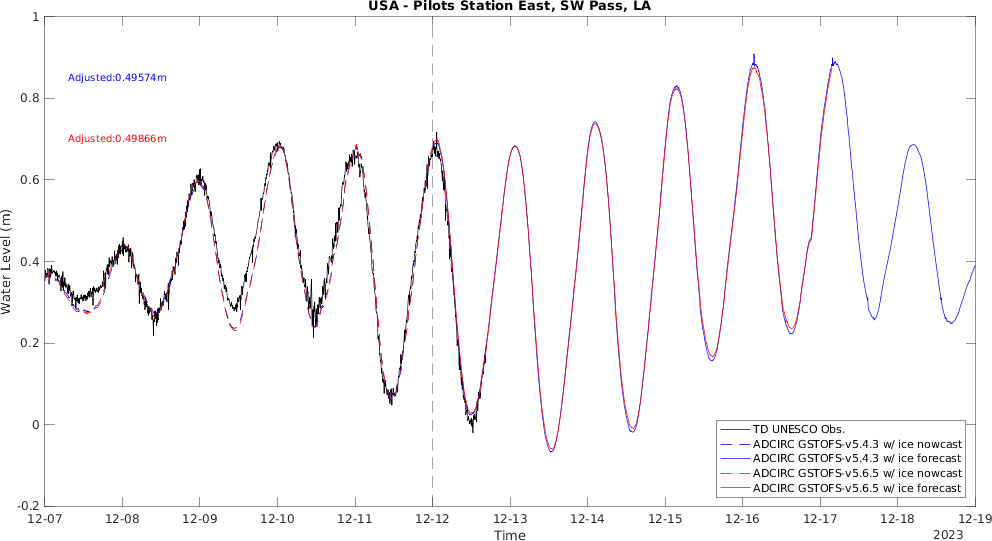 USA - Pilots Station East, SW Pass, LA
1
Adjusted:0.49574m
0.8
Adjusted:0.49866m
0.6
0.4
0.2
0
-0.2
Water Level (m)
TD UNESCO Obs.
ADCIRC GSTOFS-v5.4.3 w/ ice nowcast
ADCIRC GSTOFS-v5.4.3 w/ ice forecast
ADCIRC GSTOFS-v5.6.5 w/ ice nowcast
ADCIRC GSTOFS-v5.6.5 w/ ice forecast
12-07 12-08 12-09 12-10 12-11 12-12 12-13 12-14 12-15 12-16 12-17 12-18 12-19
Time
2023